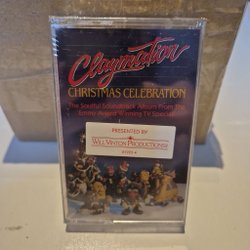 Claymation
CHRISTMAS CELEBRATION
The Soulful Soundtrack Album From The
Emmy Award Winning TV Special
PRESENTED BY
WILL VINTON PRODUCTIONS